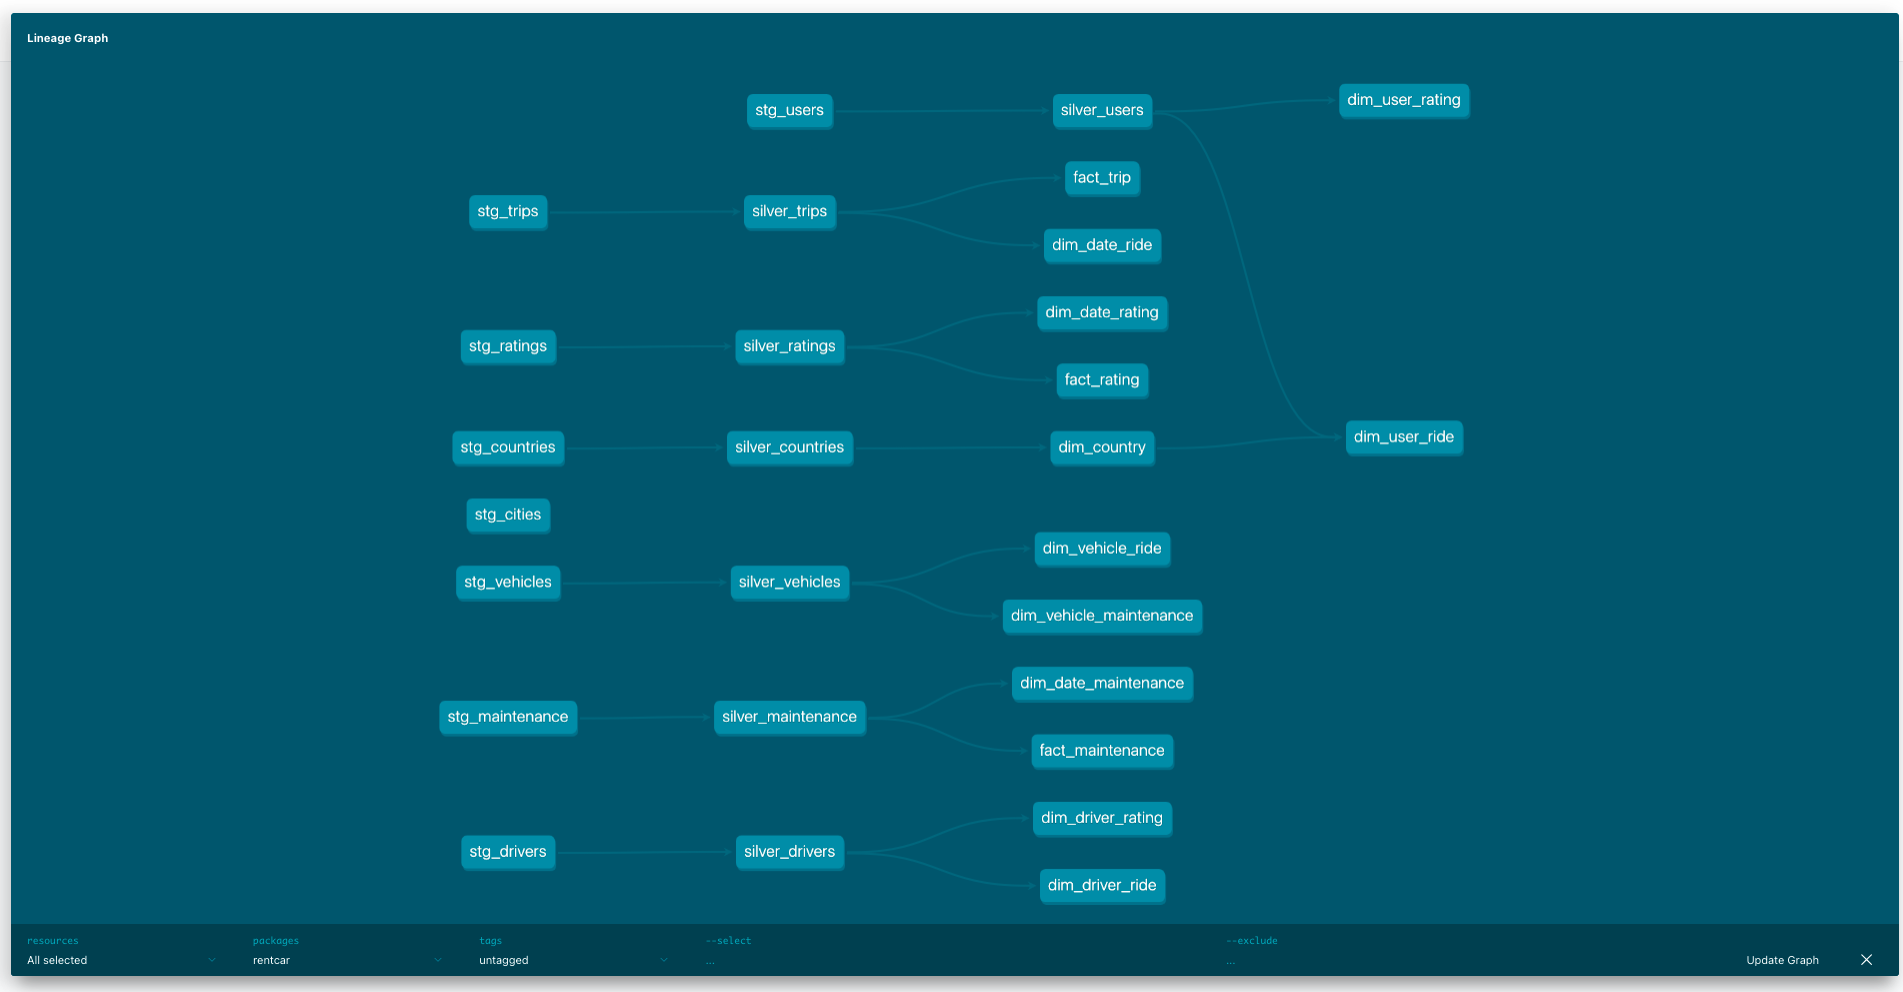 Lineage Graph
stg_users
silver_users
dim_user_rating
fact_trip
stg_trips
silver_trips
dim_date_ride
dim_date_rating
stg_ratings
silver_ratings
fact_rating
dim_user_ride
stg_countries
silver_countries
dim_country
stg_cities
dim_vehicle_ride
stg_vehicles
silver_vehicles
dim_vehicle_maintenance
dim_date_maintenance
stg_maintenance
silver_maintenance
fact_maintenance
dim_driver_rating
stg_drivers
silver_drivers
dim_driver_ride
resources
All selected
packages
rentcar
tags
untagged
--select
...
--exclude
...
Update Graph